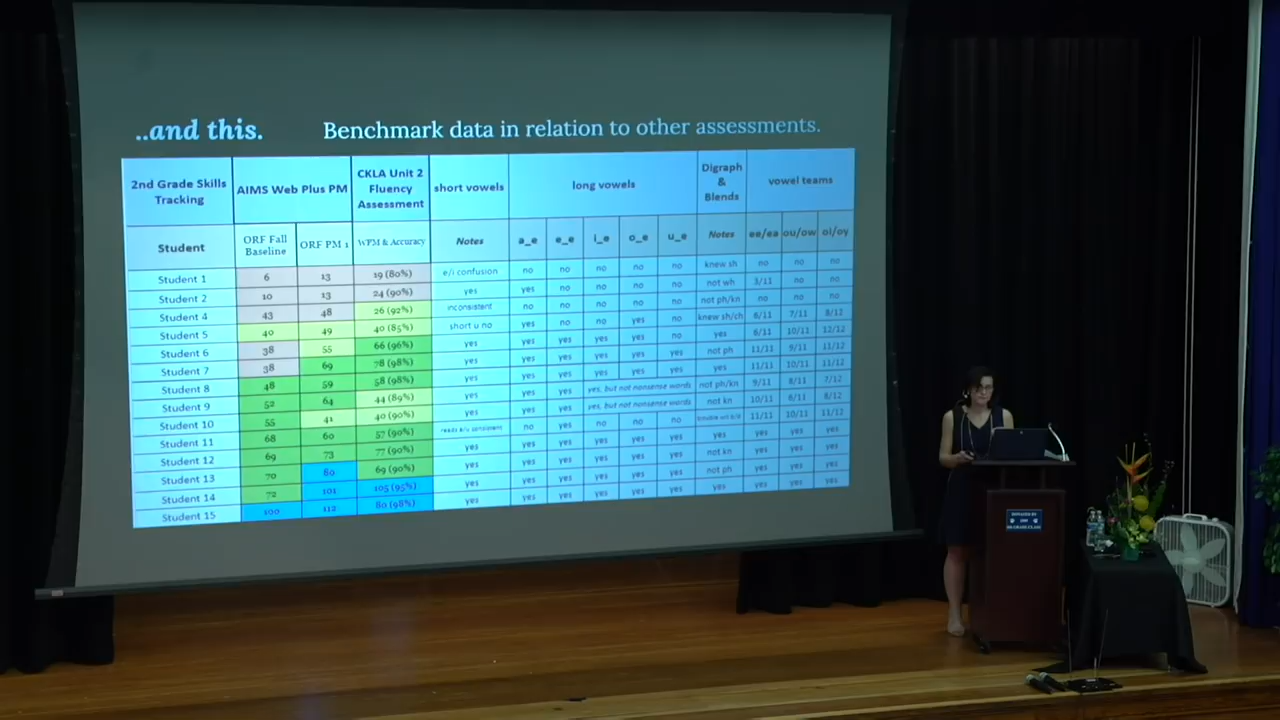 ..and this. Benchmark data in relation to other assessments.
2nd Grade Skills Tracking AIMS Web Plus PM CKLA Unit 2 Fluency Assessment short vowels long vowels Digraph & Blends vowel teams
Student ORF Fall Baseline ORF PM 1 WPM & Accuracy Notes a_e e_e i_e o_e u_e Notes ee/ea ou/ow oi/oy
Student 1 6 13 19 (80%) e/i confusion no no no no no knew sh no no no
Student 2 10 13 24 (90%) yes yes no no no no not wh 3/11 no no
Student 4 43 48 26 (92%) inconsistent no no no no no not ph/kn no no no
Student 5 40 49 40 (85%) short u no yes no no yes no knew sh/ch 6/11 7/11 8/12
Student 6 38 55 66 (96%) yes yes yes yes yes no yes 8/11 10/11 12/12
Student 7 38 69 78 (98%) yes yes yes yes yes yes not ph 11/11 9/11 11/12
Student 8 48 59 58 (98%) yes yes yes yes yes yes yes 11/11 10/11 11/12
Student 9 52 64 44 (89%) yes yes yes yes, but not nonsense words not ph/kn 9/11 8/11 7/12
Student 10 55 41 40 (90%) yes yes yes yes, but not nonsense words not kn 10/11 6/11 8/12
Student 11 68 60 57 (90%) no yes no no no 11/11 10/11 11/12
Student 12 69 73 77 (90%) yes yes yes yes yes yes yes yes yes yes
Student 13 70 80 69 (90%) yes yes yes yes yes yes not kn yes yes yes
Student 14 72 101 105 (95%) yes yes yes yes yes yes not ph yes yes yes
Student 15 100 112 80 (98%) yes yes yes yes yes yes yes yes yes yes
DONATED BY